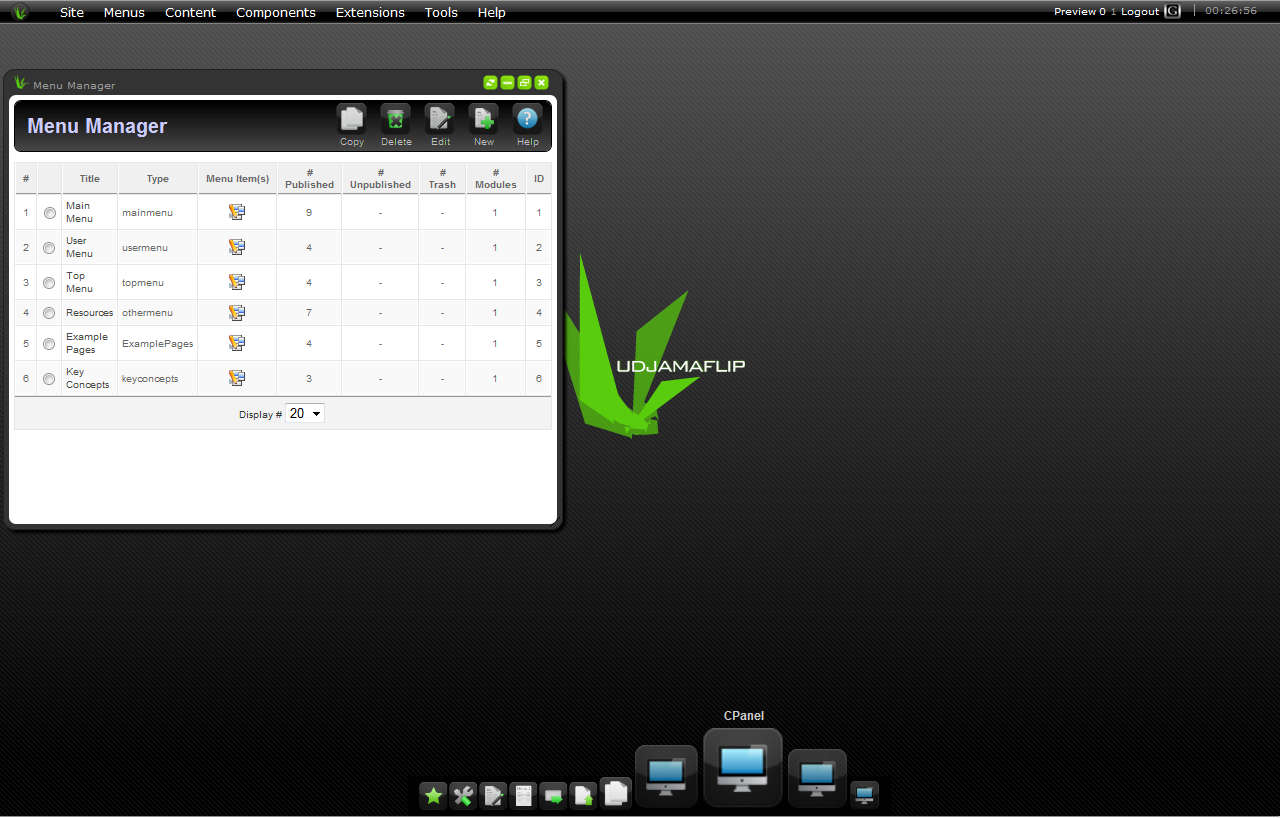 Site Menus Content Components Extensions Tools Help Preview 0 1 Logout G 00:26:56
Menu Manager
Menu Manager
Copy Delete Edit New Help
# Title Type Menu Item(s) # Published # Unpublished # Trash # Modules ID
1 Main Menu mainmenu 9 - - 1 1
2 User Menu usermenu 4 - - 1 2
3 Top Menu topmenu 4 - - 1 3
4 Resources othermenu 7 - - 1 4
5 Example Pages ExamplePages 4 - - 1 5
6 Key Concepts keyconcepts 3 - - 1 6
Display # 20
UDJAMAFLIP
CPanel